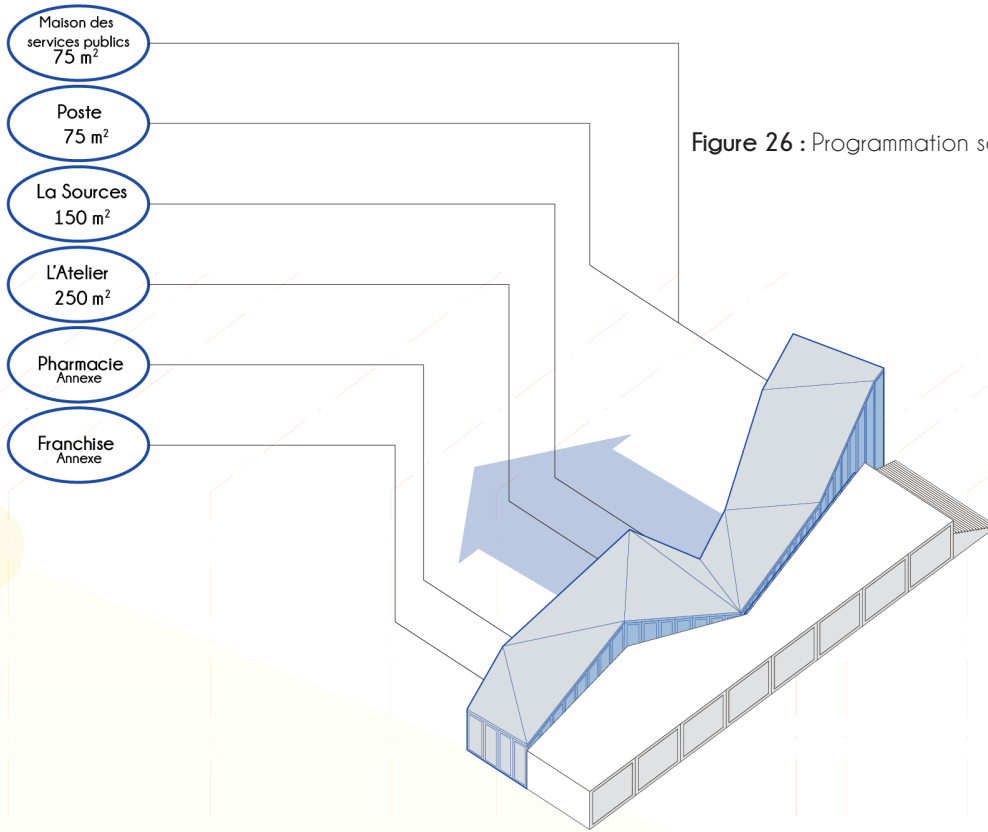 Maison des
services publics
75 m²
Poste
75 m²
La Sources
150 m²
L'Atelier
250 m²
Pharmacie
Annexe
Franchise
Annexe
Figure 26 : Programmation